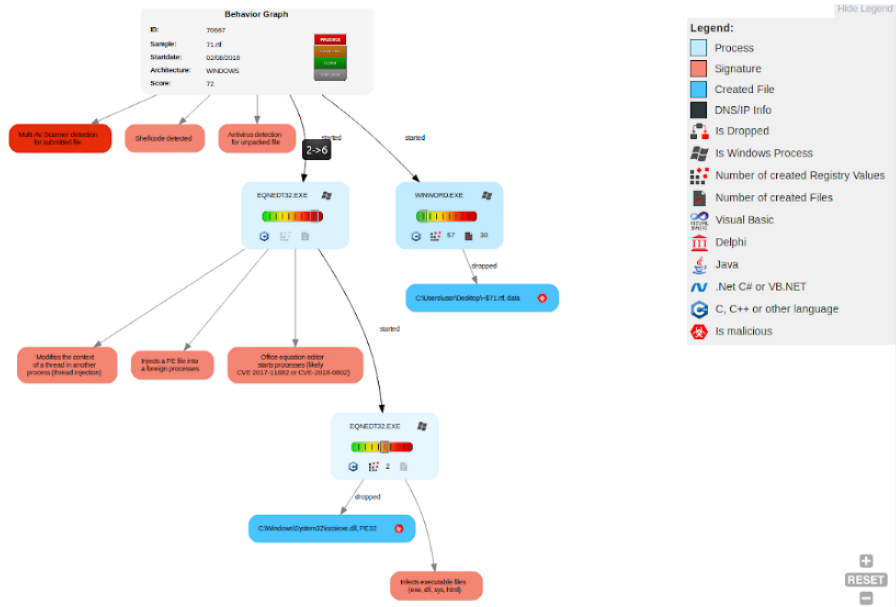 Hide Legend
Behavior Graph
ID: 70687
Sample: 71.rtf
Startdate: 02/08/2018
Architecture: WINDOWS
Score: 72
MALICIOUS
CLEAN
Legend:
Process
Signature
Created File
DNS/IP Info
Is Dropped
Is Windows Process
Number of created Registry Values
Number of created Files
Visual Basic
Delphi
Java
.Net C# or VB.NET
C, C++ or other language
Is malicious
Multi AV Scanner detection
for submitted file
Shellcode detected
Antivirus detection
for unpacked file
started
started
2->6
EQNEDT32.EXE
WINWORD.EXE
57
30
dropped
C:\Users\user\Desktop\~$71.rtf, data
started
Modifies the context
of a thread in another
process (thread injection)
Injects a PE file into
a foreign processes
Office equation editor
starts processes (likely
CVE 2017-11882 or CVE-2018-0802)
EQNEDT32.EXE
2
dropped
Infects executable files
(exe, dll, sys, html)
RESET